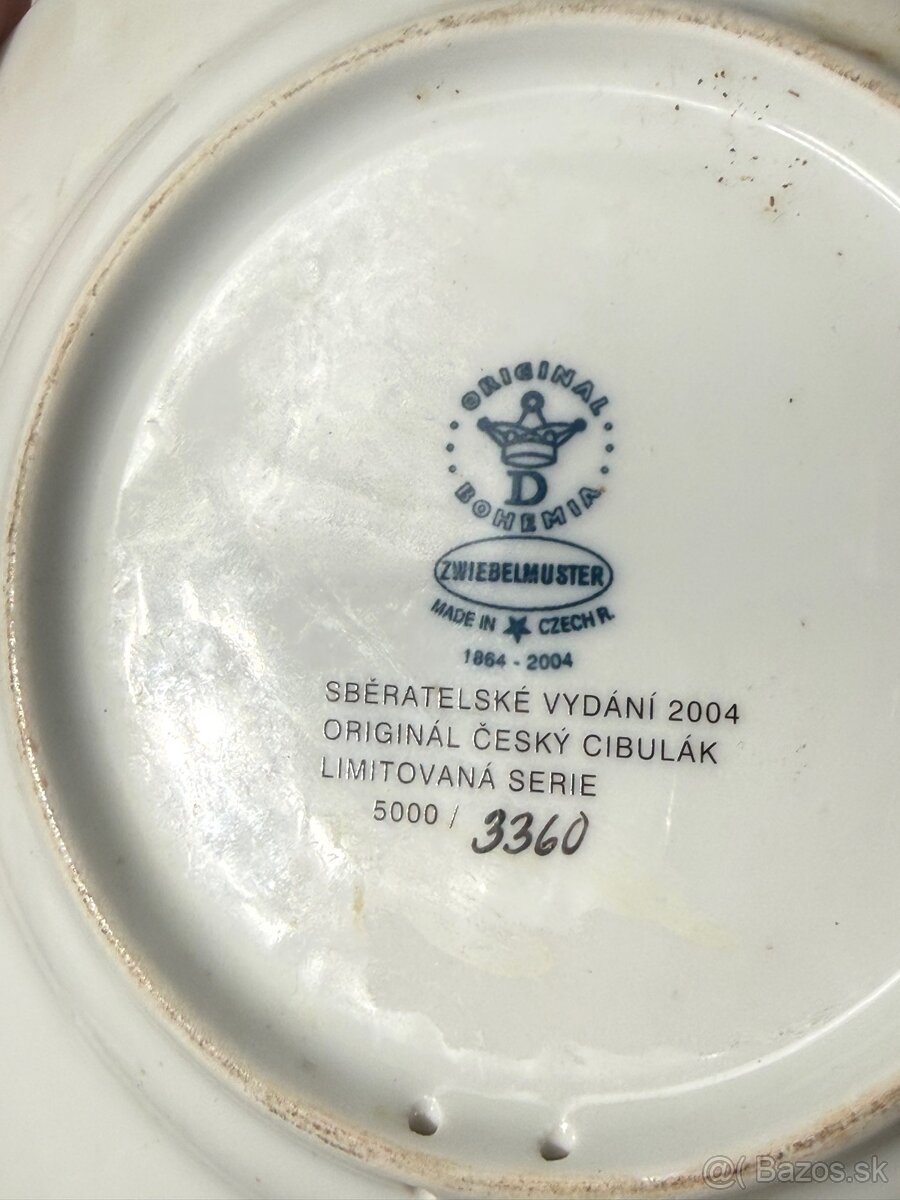 ORIGINAL
D
BOHEMIA
ZWIEBELMUSTER
MADE IN ★ CZECH R.
1864 - 2004
SBĚRATELSKÉ VYDÁNÍ 2004
ORIGINÁL ČESKÝ CIBULÁK
LIMITOVANÁ SERIE
5000 / 3360
@( Bazos.sk